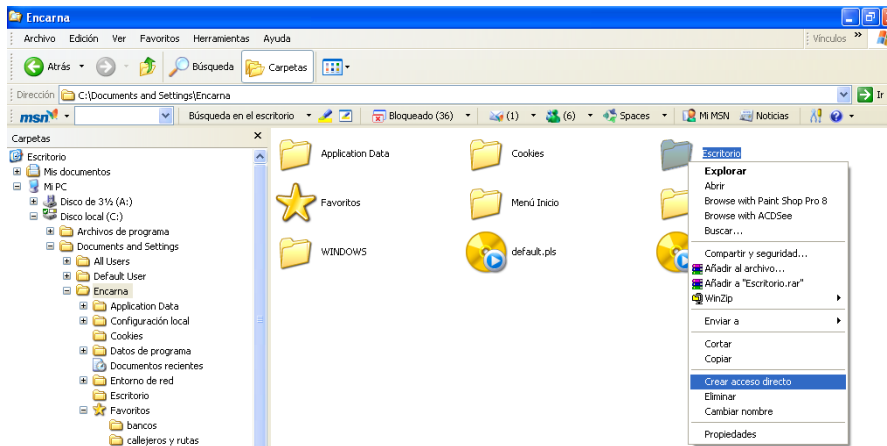 Encarna
Archivo Edición Ver Favoritos Herramientas Ayuda Vínculos »
Atrás Búsqueda Carpetas
Dirección C:\Documents and Settings\Encarna Ir
msn Búsqueda en el escritorio Bloqueado (36) (1) (6) Spaces Mi MSN Noticias
Carpetas ×
Escritorio
Mis documentos
Mi PC
Disco de 3½ (A:)
Disco local (C:)
Archivos de programa
Documents and Settings
All Users
Default User
Encarna
Application Data
Configuración local
Cookies
Datos de programa
Documentos recientes
Entorno de red
Escritorio
Favoritos
bancos
callejeros y rutas
Application Data Cookies Escritorio
Favoritos Menú Inicio
WINDOWS default.pls
Explorar
Abrir
Browse with Paint Shop Pro 8
Browse with ACDSee
Buscar...
Compartir y seguridad...
Añadir al archivo...
Añadir a "Escritorio.rar"
WinZip
Enviar a
Cortar
Copiar
Crear acceso directo
Eliminar
Cambiar nombre
Propiedades